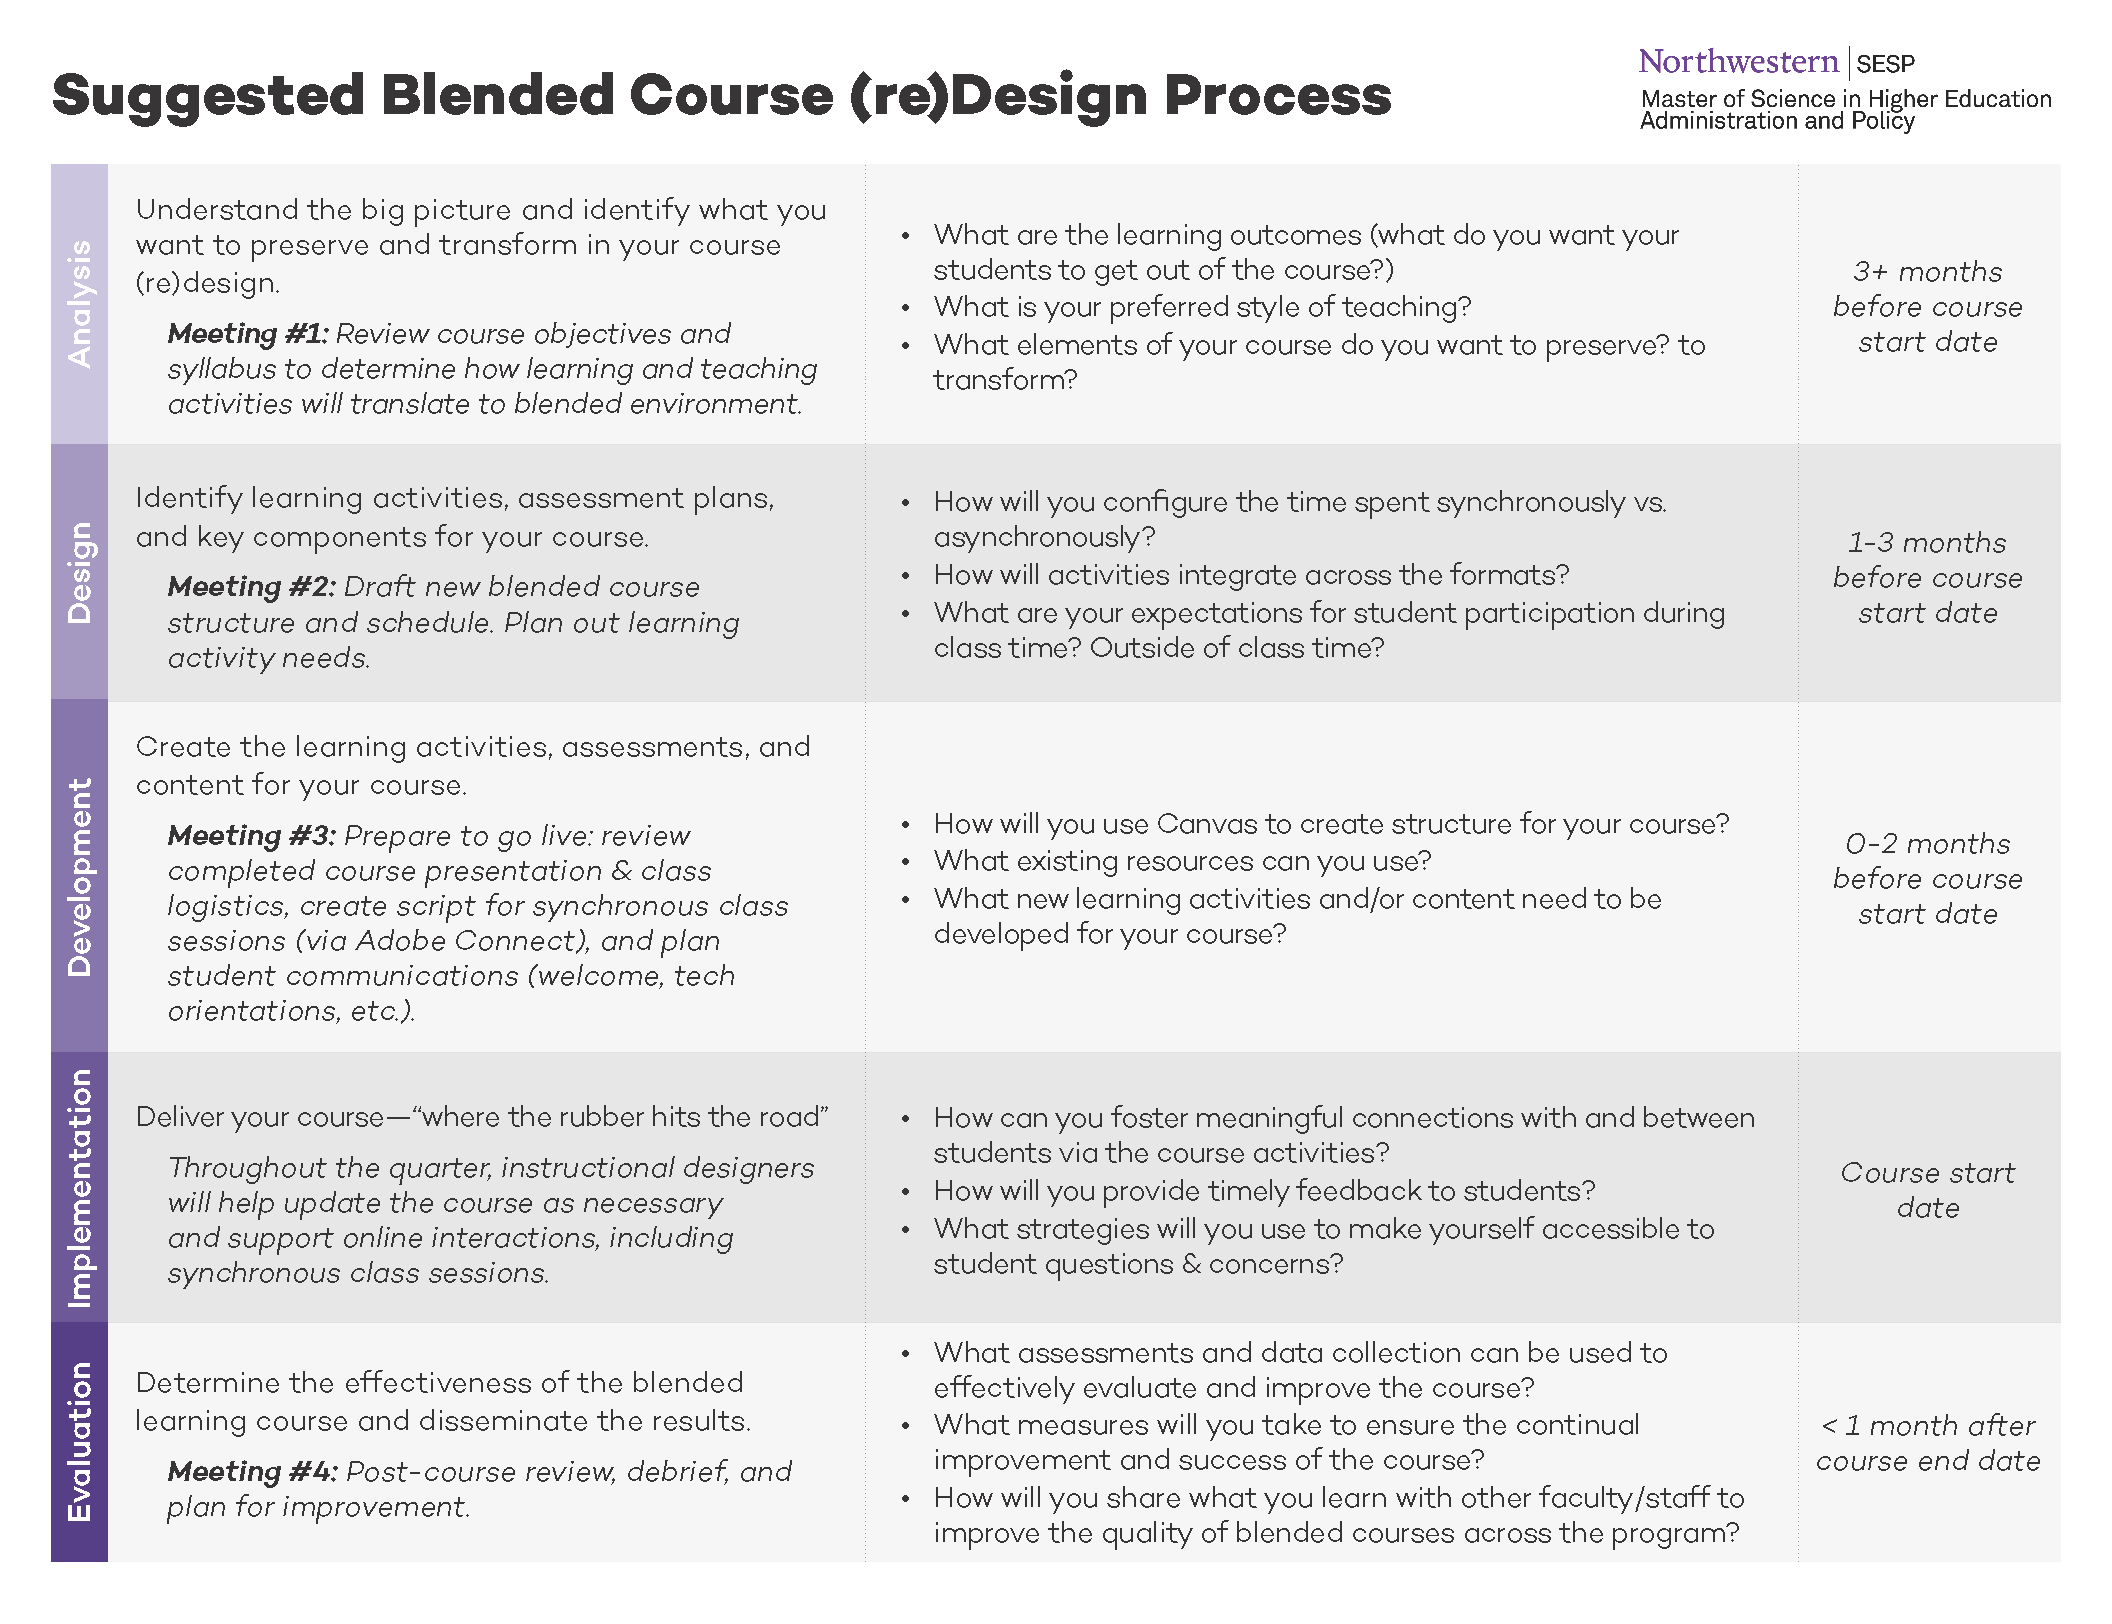 Suggested Blended Course (re)Design Process
Northwestern | SESP
Master of Science in Higher Education
Administration and Policy
Analysis
Understand the big picture and identify what you
want to preserve and transform in your course
(re)design.
Meeting #1: Review course objectives and
syllabus to determine how learning and teaching
activities will translate to blended environment.
• What are the learning outcomes (what do you want your
students to get out of the course?)
• What is your preferred style of teaching?
• What elements of your course do you want to preserve? to
transform?
3+ months
before course
start date
Design
Identify learning activities, assessment plans,
and key components for your course.
Meeting #2: Draft new blended course
structure and schedule. Plan out learning
activity needs.
• How will you configure the time spent synchronously vs.
asynchronously?
• How will activities integrate across the formats?
• What are your expectations for student participation during
class time? Outside of class time?
1-3 months
before course
start date
Development
Create the learning activities, assessments, and
content for your course.
Meeting #3: Prepare to go live: review
completed course presentation & class
logistics, create script for synchronous class
sessions (via Adobe Connect), and plan
student communications (welcome, tech
orientations, etc.).
• How will you use Canvas to create structure for your course?
• What existing resources can you use?
• What new learning activities and/or content need to be
developed for your course?
0-2 months
before course
start date
Implementation
Deliver your course—“where the rubber hits the road”
Throughout the quarter, instructional designers
will help update the course as necessary
and support online interactions, including
synchronous class sessions.
• How can you foster meaningful connections with and between
students via the course activities?
• How will you provide timely feedback to students?
• What strategies will you use to make yourself accessible to
student questions & concerns?
Course start
date
Evaluation
Determine the effectiveness of the blended
learning course and disseminate the results.
Meeting #4: Post-course review, debrief, and
plan for improvement.
• What assessments and data collection can be used to
effectively evaluate and improve the course?
• What measures will you take to ensure the continual
improvement and success of the course?
• How will you share what you learn with other faculty/staff to
improve the quality of blended courses across the program?
< 1 month after
course end date